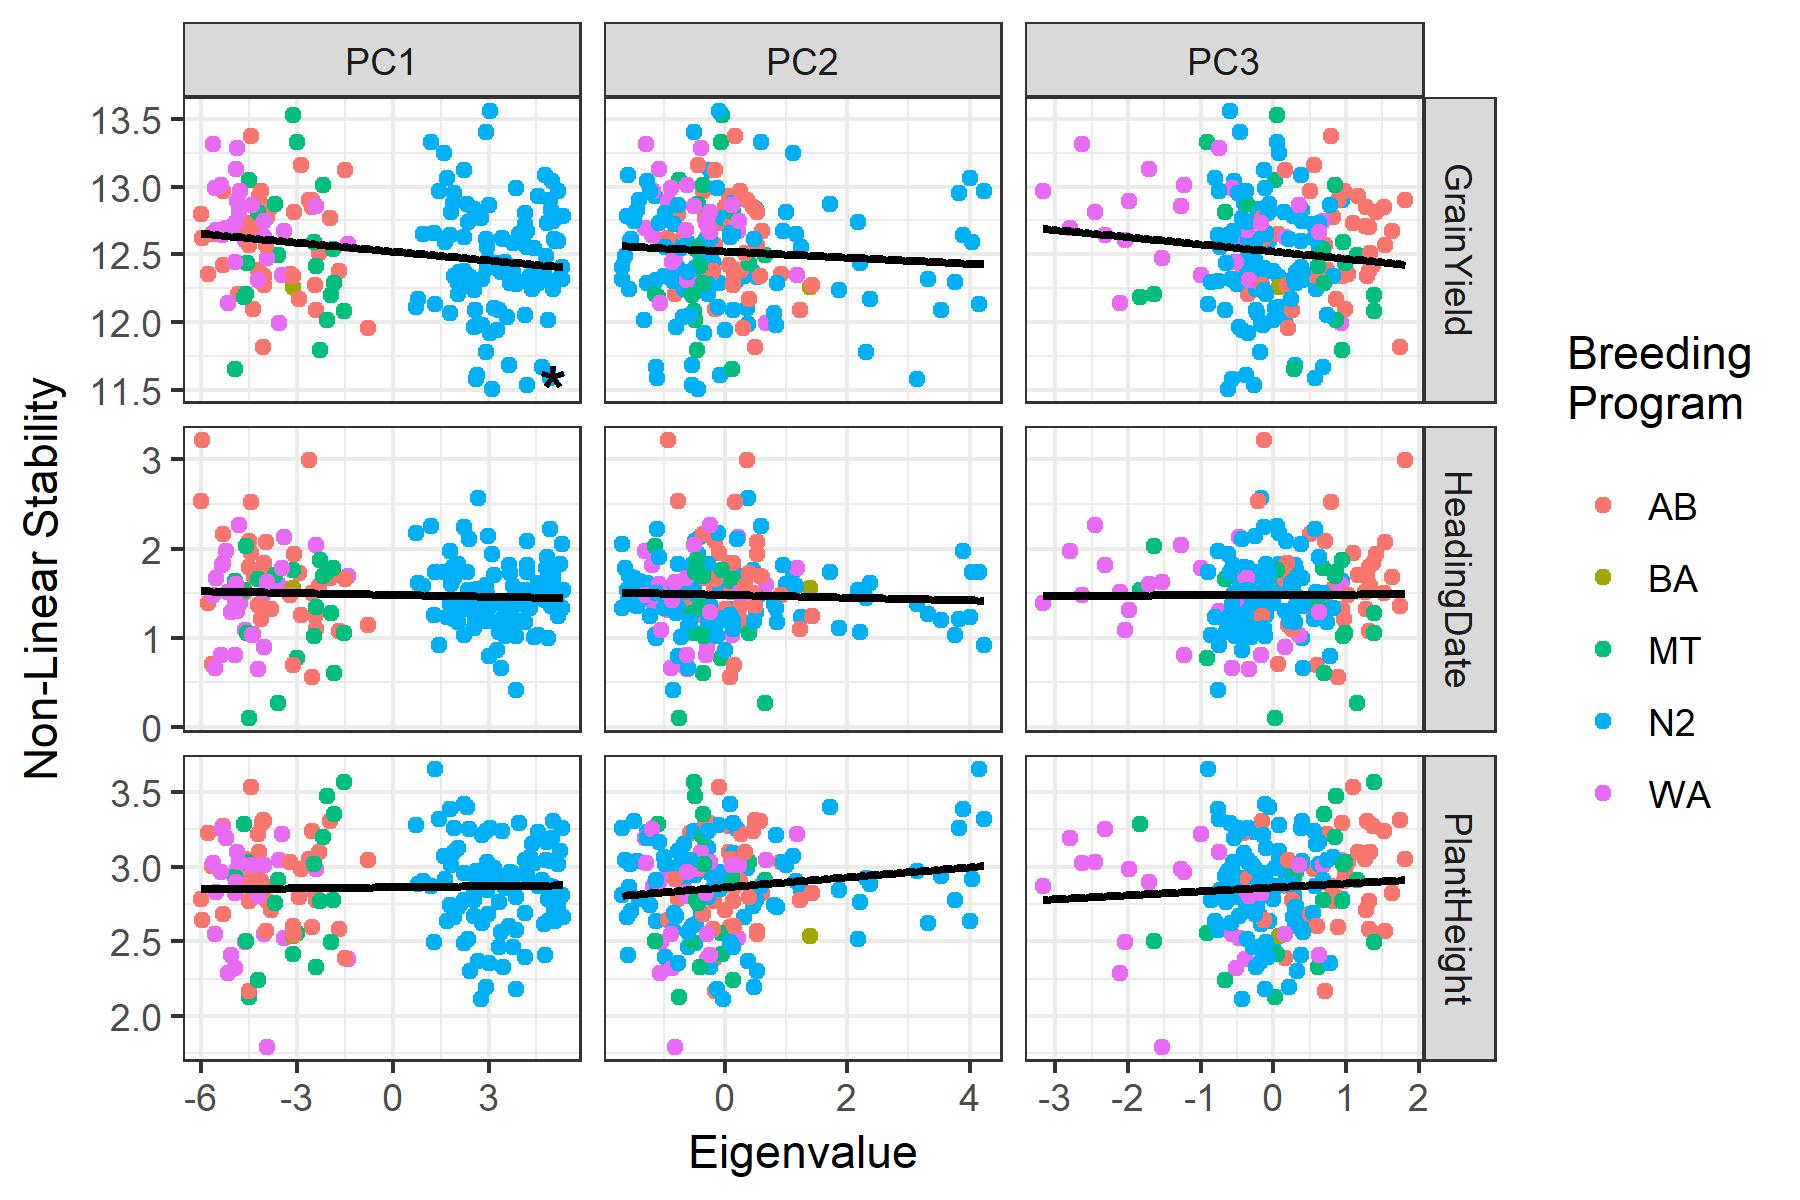 PC1 PC2 PC3
13.5
13.0
12.5
12.0
11.5
*
GrainYield
3
2
1
0
HeadingDate
3.5
3.0
2.5
2.0
PlantHeight
-6 -3 0 3
0 2 4
-3 -2 -1 0 1 2
Non-Linear Stability
Eigenvalue
Breeding
Program
AB
BA
MT
N2
WA